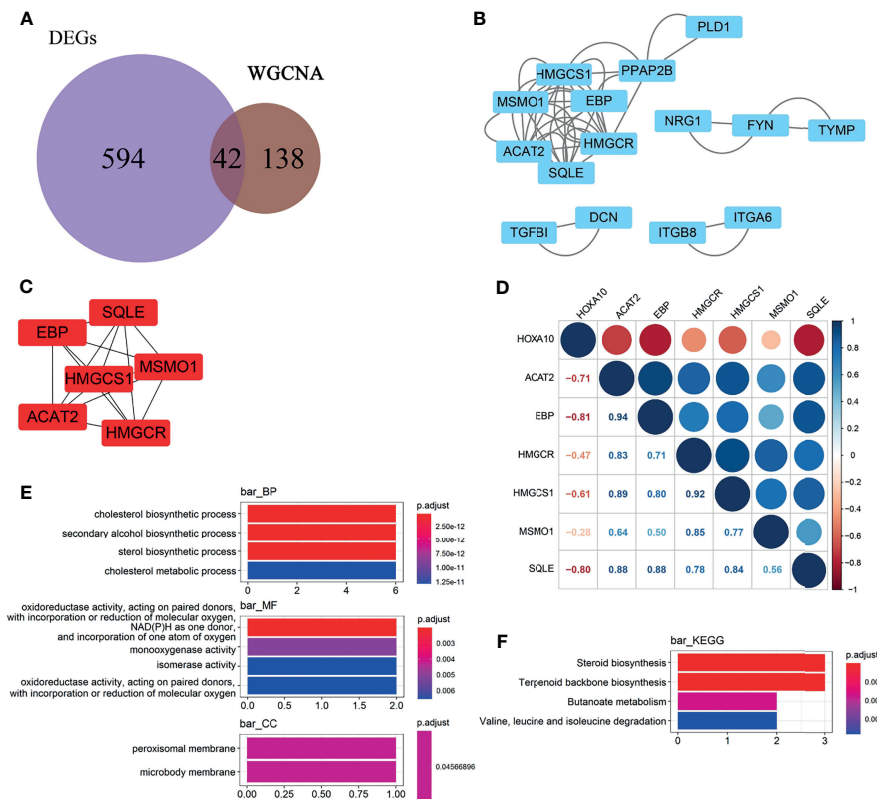 A
DEGs
WGCNA
594
42
138
B
PLD1
HMGCS1
PPAP2B
MSMO1
EBP
NRG1
FYN
TYMP
ACAT2
HMGCR
SQLE
TGFBI
DCN
ITGB8
ITGA6
C
SQLE
EBP
MSMO1
HMGCS1
ACAT2
HMGCR
D
HOXA10
ACAT2
EBP
HMGCR
HMGCS1
MSMO1
SQLE
HOXA10
ACAT2 −0.71
EBP −0.81 0.94
HMGCR −0.47 0.83 0.71
HMGCS1 −0.61 0.89 0.80 0.92
MSMO1 −0.28 0.64 0.50 0.85 0.77
SQLE −0.80 0.88 0.88 0.78 0.84 0.56
1
0.8
0.6
0.4
0.2
0
−0.2
−0.4
−0.6
−0.8
−1
E
bar_BP
cholesterol biosynthetic process
secondary alcohol biosynthetic process
sterol biosynthetic process
cholesterol metabolic process
0 2 4 6
p.adjust
2.50e-12
5.00e-12
7.50e-12
1.00e-11
1.25e-11
bar_MF
oxidoreductase activity, acting on paired donors,
with incorporation or reduction of molecular oxygen,
NAD(P)H as one donor,
and incorporation of one atom of oxygen
monooxygenase activity
isomerase activity
oxidoreductase activity, acting on paired donors,
with incorporation or reduction of molecular oxygen
0.0 0.5 1.0 1.5 2.0
p.adjust
0.003
0.004
0.005
0.006
bar_CC
peroxisomal membrane
microbody membrane
0.00 0.25 0.50 0.75 1.00
p.adjust
0.04566896
F
bar_KEGG
Steroid biosynthesis
Terpenoid backbone biosynthesis
Butanoate metabolism
Valine, leucine and isoleucine degradation
0 1 2 3
p.adjust
0.00
0.00
0.00